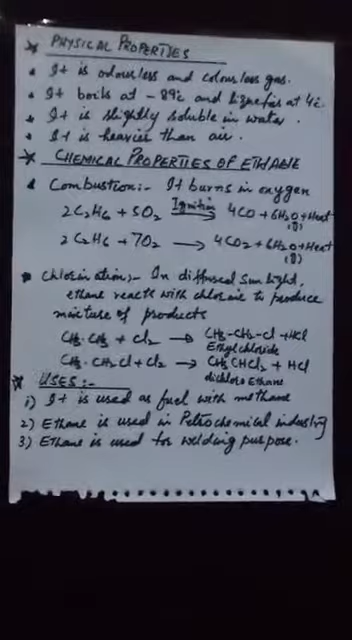 * PHYSICAL PROPERTIES
• It is odourless and colourless gas.
• It boils at -89°c and liquefies at 4°c.
• It is slightly soluble in water.
• It is heavier than air.
* CHEMICAL PROPERTIES OF ETHANE
• Combustion:- It burns in oxygen
2C2H6 + 5O2 Ignition → 4CO + 6H2O + Heat
(g)
2C2H6 + 7O2 → 4CO2 + 6H2O + Heat
(g)
• Chlorination:- In diffused sunlight,
ethane reacts with chlorine to produce
mixture of products
CH3-CH3 + Cl2 → CH3-CH2-Cl + HCl
Ethyl chloride
CH3-CH2Cl + Cl2 → CH3CHCl2 + HCl
dichloro Ethane
* USES:-
1) It is used as fuel with methane
2) Ethane is used in Petrochemical industry
3) Ethane is used for welding purpose.